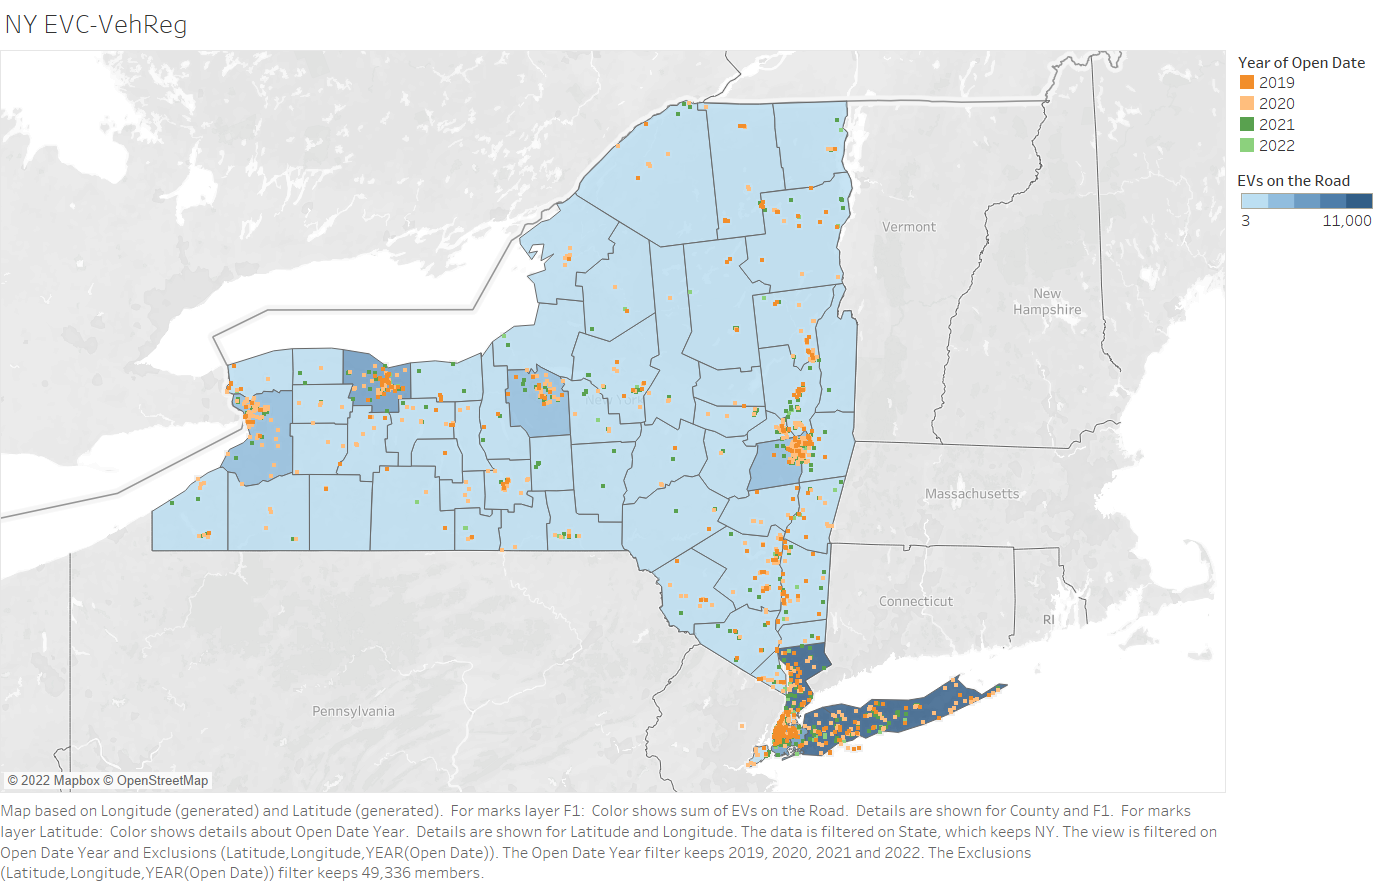 NY EVC-VehReg
Year of Open Date
2019
2020
2021
2022
EVs on the Road
3 11,000
Vermont
New
Hampshire
New York
Massachusetts
Connecticut
RI
Pennsylvania
© 2022 Mapbox © OpenStreetMap
Map based on Longitude (generated) and Latitude (generated). For marks layer F1: Color shows sum of EVs on the Road. Details are shown for County and F1. For marks
layer Latitude: Color shows details about Open Date Year. Details are shown for Latitude and Longitude. The data is filtered on State, which keeps NY. The view is filtered on
Open Date Year and Exclusions (Latitude,Longitude,YEAR(Open Date)). The Open Date Year filter keeps 2019, 2020, 2021 and 2022. The Exclusions
(Latitude,Longitude,YEAR(Open Date)) filter keeps 49,336 members.